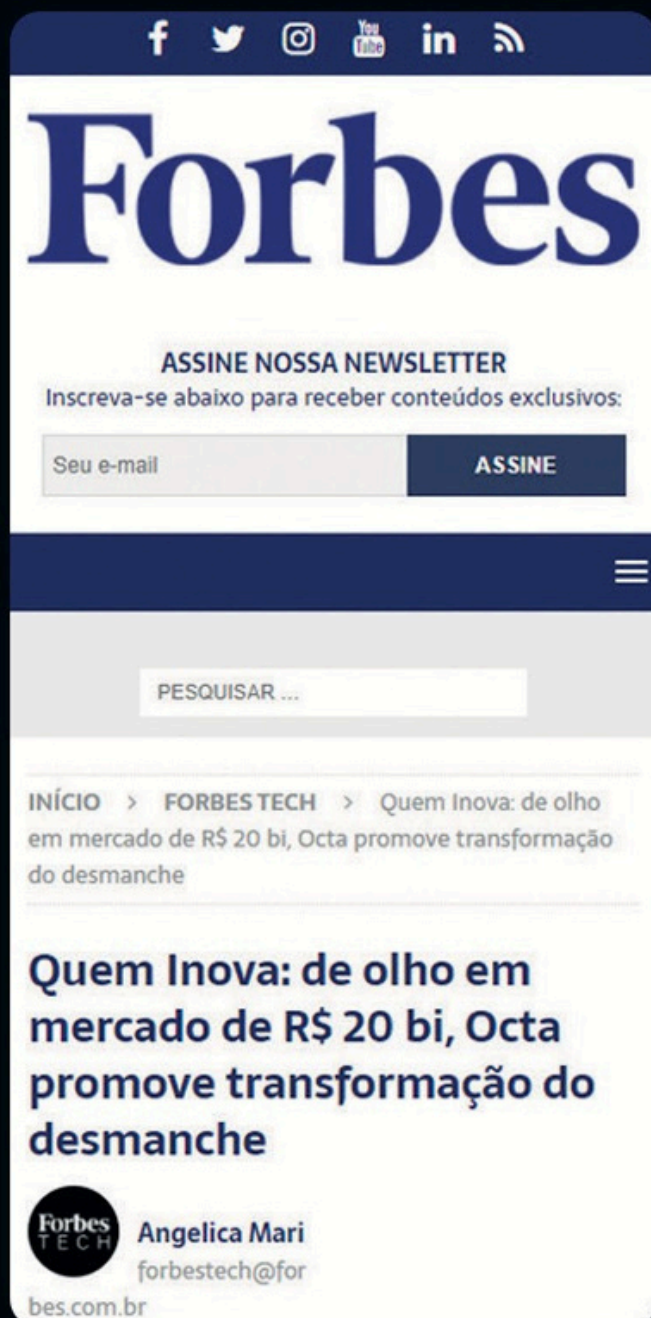 You
Tube
Forbes
ASSINE NOSSA NEWSLETTER
Inscreva-se abaixo para receber conteúdos exclusivos:
Seu e-mail
ASSINE
PESQUISAR ...
INÍCIO > FORBES TECH > Quem Inova: de olho
em mercado de R$ 20 bi, Octa promove transformação
do desmanche
Quem Inova: de olho em
mercado de R$ 20 bi, Octa
promove transformação do
desmanche
Forbes
TECH
Angelica Mari
forbestech@for
bes.com.br